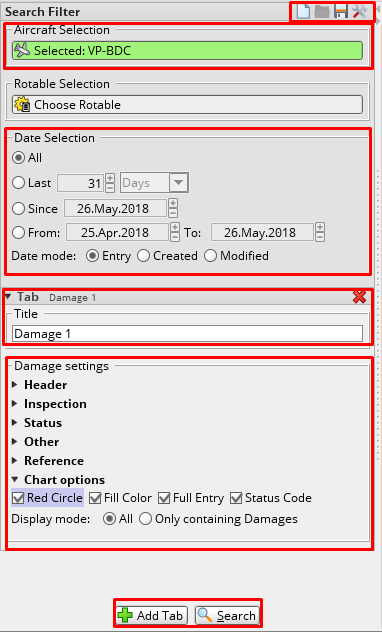 Search Filter
Aircraft Selection
Selected: VP-BDC
Rotable Selection
Choose Rotable
Date Selection
All
Last 31 Days
Since 26.May.2018
From: 25.Apr.2018 To: 26.May.2018
Date mode: Entry Created Modified
Tab Damage 1
Title
Damage 1
Damage settings
Header
Inspection
Status
Other
Reference
Chart options
Red Circle Fill Color Full Entry Status Code
Display mode: All Only containing Damages
Add Tab Search